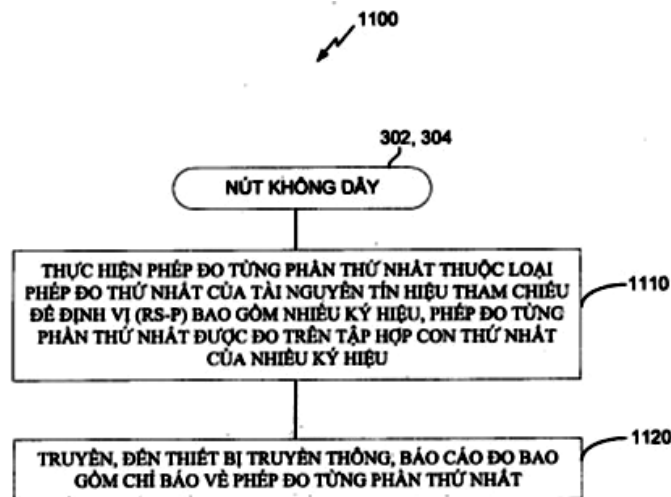 1100
302, 304
NÚT KHÔNG DÂY
THỰC HIỆN PHÉP ĐO TỪNG PHẦN THỨ NHẤT THUỘC LOẠI
PHÉP ĐO THỨ NHẤT CỦA TÀI NGUYÊN TÍN HIỆU THAM CHIẾU
ĐỂ ĐỊNH VỊ (RS-P) BAO GỒM NHIỀU KÝ HIỆU, PHÉP ĐO TỪNG
PHẦN THỨ NHẤT ĐƯỢC ĐO TRÊN TẬP HỢP CON THỨ NHẤT
CỦA NHIỀU KÝ HIỆU
1110
TRUYỀN, ĐẾN THIẾT BỊ TRUYỀN THÔNG, BÁO CÁO ĐO BAO
GỒM CHỈ BÁO VỀ PHÉP ĐO TỪNG PHẦN THỨ NHẤT
1120